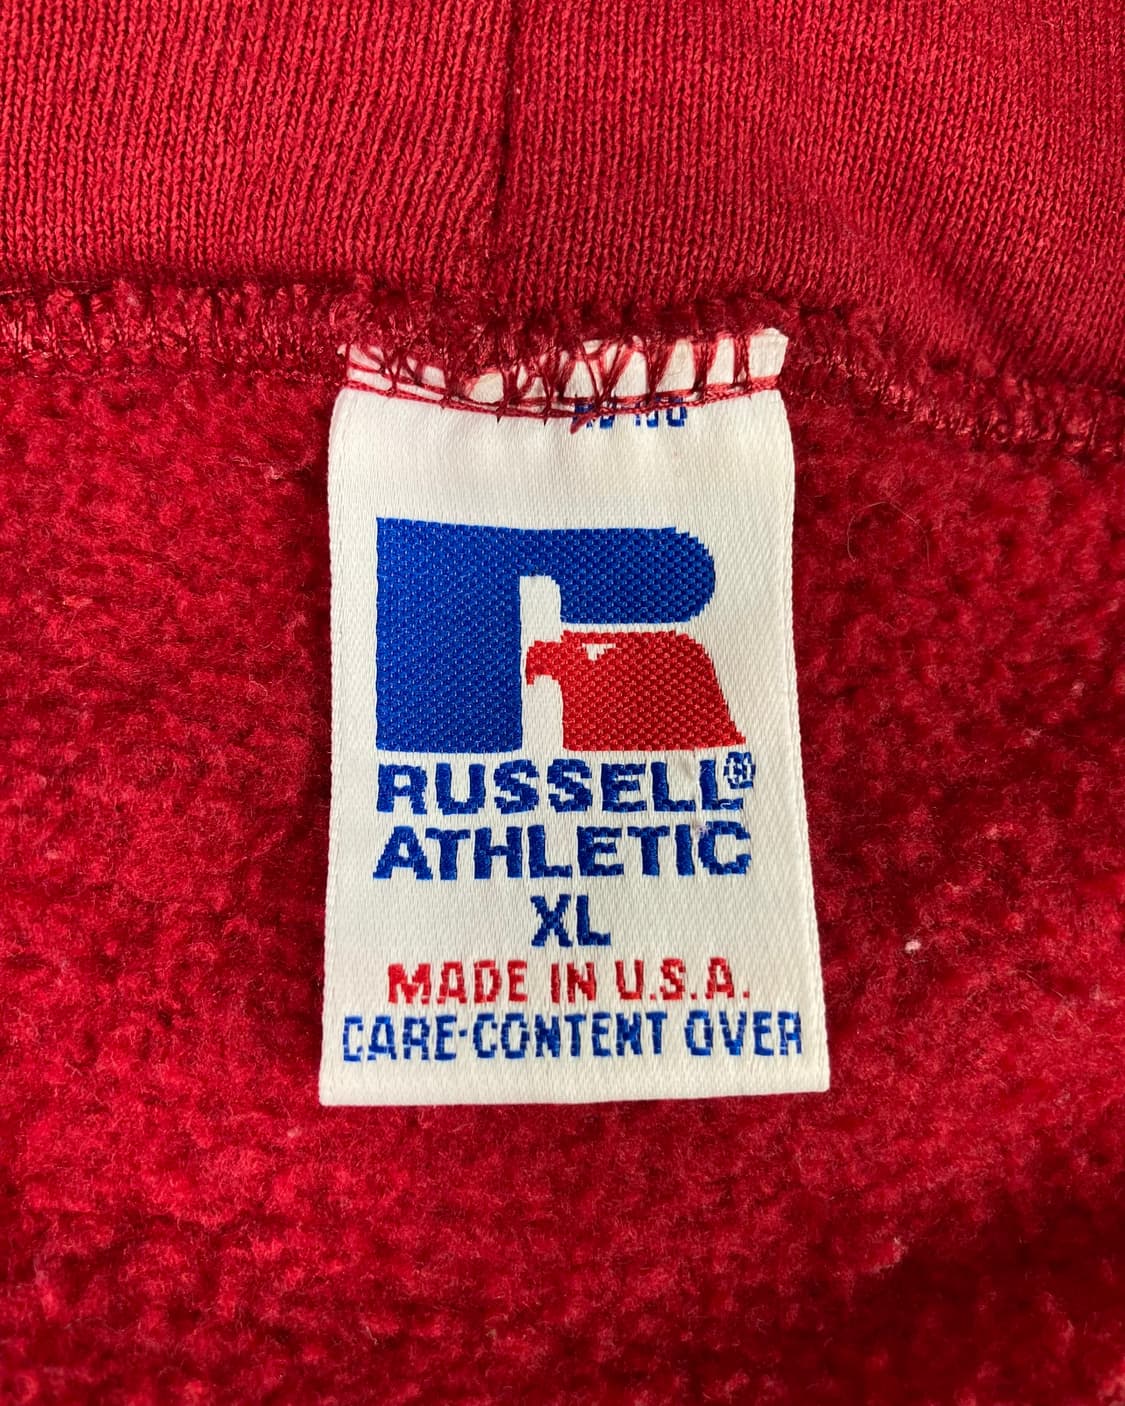 RUSSELL®
ATHLETIC
XL
MADE IN U.S.A.
CARE-CONTENT OVER